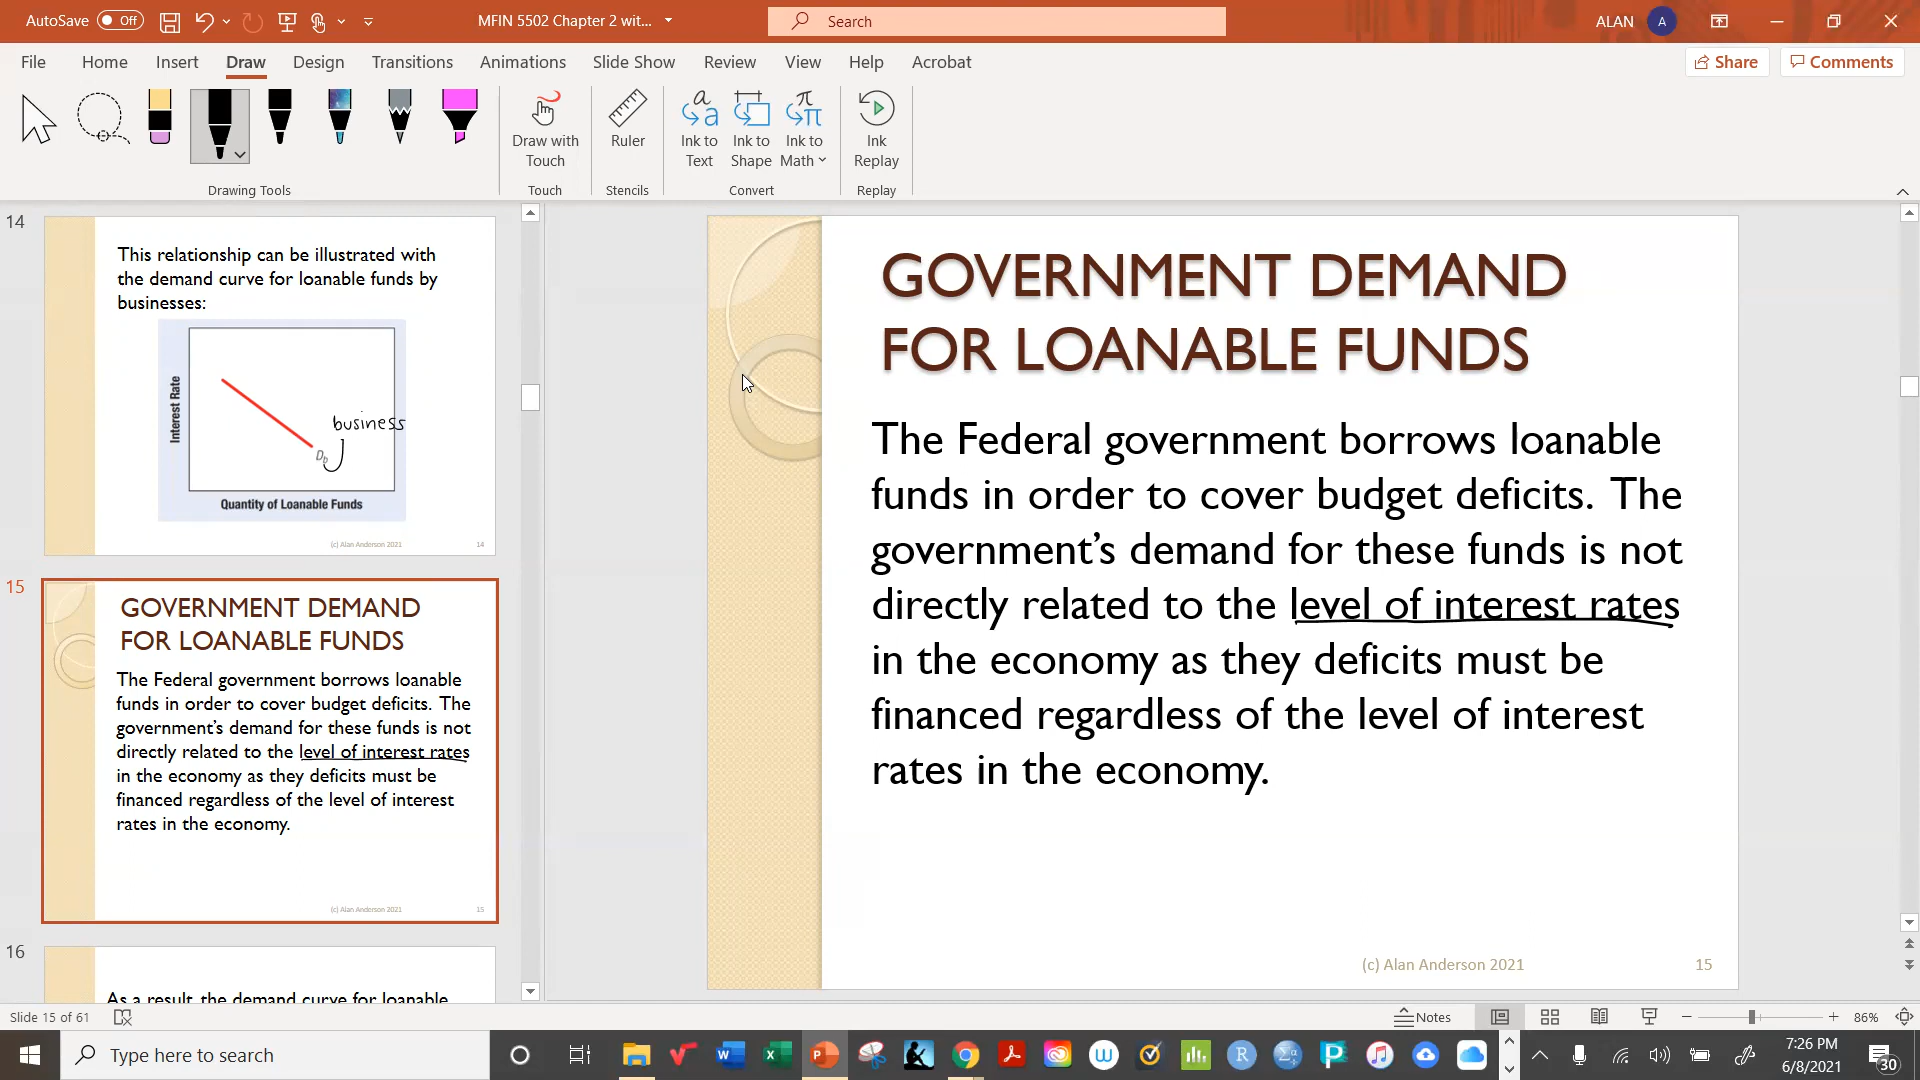 AutoSave Off MFIN 5502 Chapter 2 wit... Search ALAN A
File Home Insert Draw Design Transitions Animations Slide Show Review View Help Acrobat Share Comments
Draw with Touch Ruler Ink to Text Ink to Shape Ink to Math Ink Replay
Drawing Tools Touch Stencils Convert Replay
14
This relationship can be illustrated with
the demand curve for loanable funds by
businesses:
Interest Rate
business
Db
Quantity of Loanable Funds
(c) Alan Anderson 2021 14
15
GOVERNMENT DEMAND
FOR LOANABLE FUNDS
The Federal government borrows loanable
funds in order to cover budget deficits. The
government's demand for these funds is not
directly related to the level of interest rates
in the economy as they deficits must be
financed regardless of the level of interest
rates in the economy.
(c) Alan Anderson 2021 15
16
As a result, the demand curve for loanable
GOVERNMENT DEMAND
FOR LOANABLE FUNDS
The Federal government borrows loanable
funds in order to cover budget deficits. The
government's demand for these funds is not
directly related to the level of interest rates
in the economy as they deficits must be
financed regardless of the level of interest
rates in the economy.
(c) Alan Anderson 2021 15
Slide 15 of 61 Notes 86%
Type here to search
7:26 PM
6/8/2021
30